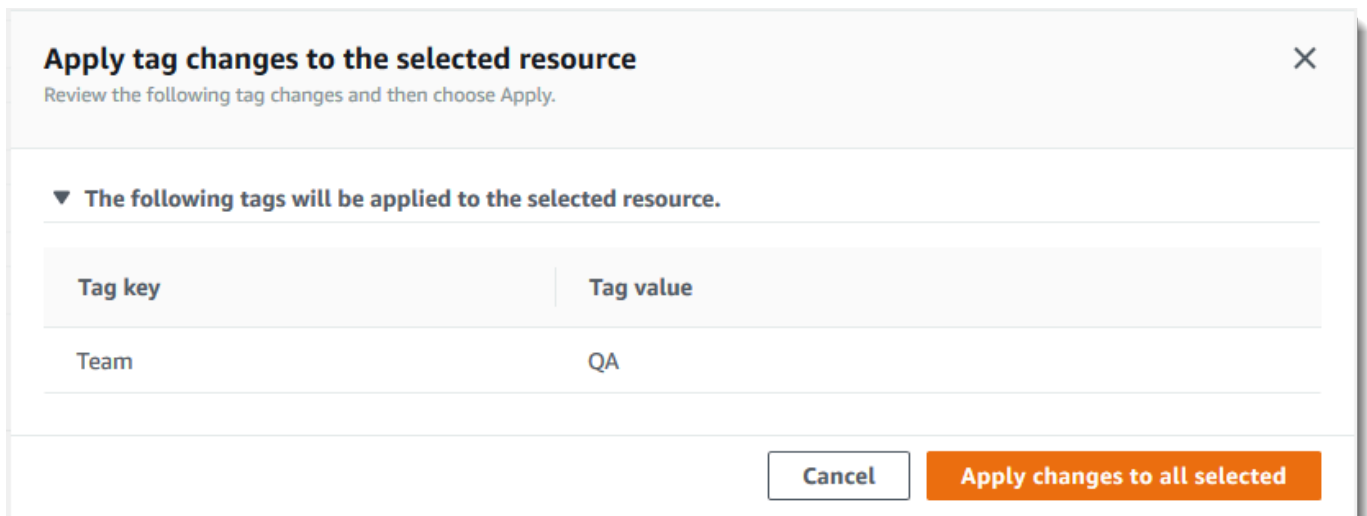 Apply tag changes to the selected resource
Review the following tag changes and then choose Apply.
The following tags will be applied to the selected resource.
Tag key Tag value
Team QA
Cancel Apply changes to all selected